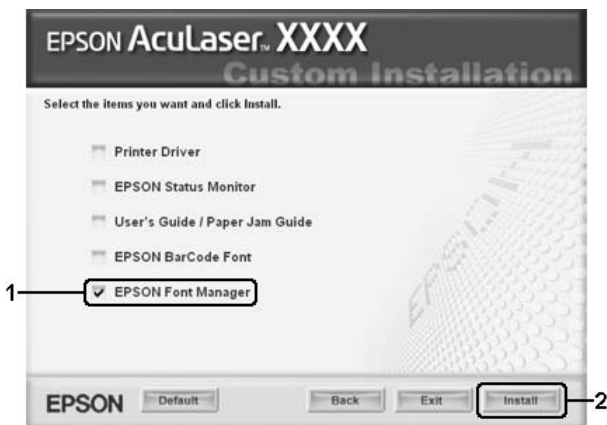 EPSON AcuLaser™ XXXX
Custom Installation
Select the items you want and click Install.
Printer Driver
EPSON Status Monitor
User's Guide / Paper Jam Guide
EPSON BarCode Font
1
EPSON Font Manager
EPSON
EPSON Default Back Exit Install 2